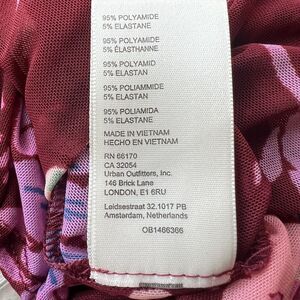 95% POLYAMIDE
5% ELASTANE
95% POLYAMIDE
5% ÉLASTHANNE
95% POLYAMID
5% ELASTAN
95% POLIAMMIDE
5% ELASTAN
95% POLIAMIDA
5% ELASTANO
MADE IN VIETNAM
HECHO EN VIETNAM
RN 66170
CA 32054
Urban Outfitters, Inc.
146 Brick Lane
LONDON, E1 6RU
Leidsestraat 32,1017 PB
Amsterdam, Netherlands
OB1466366